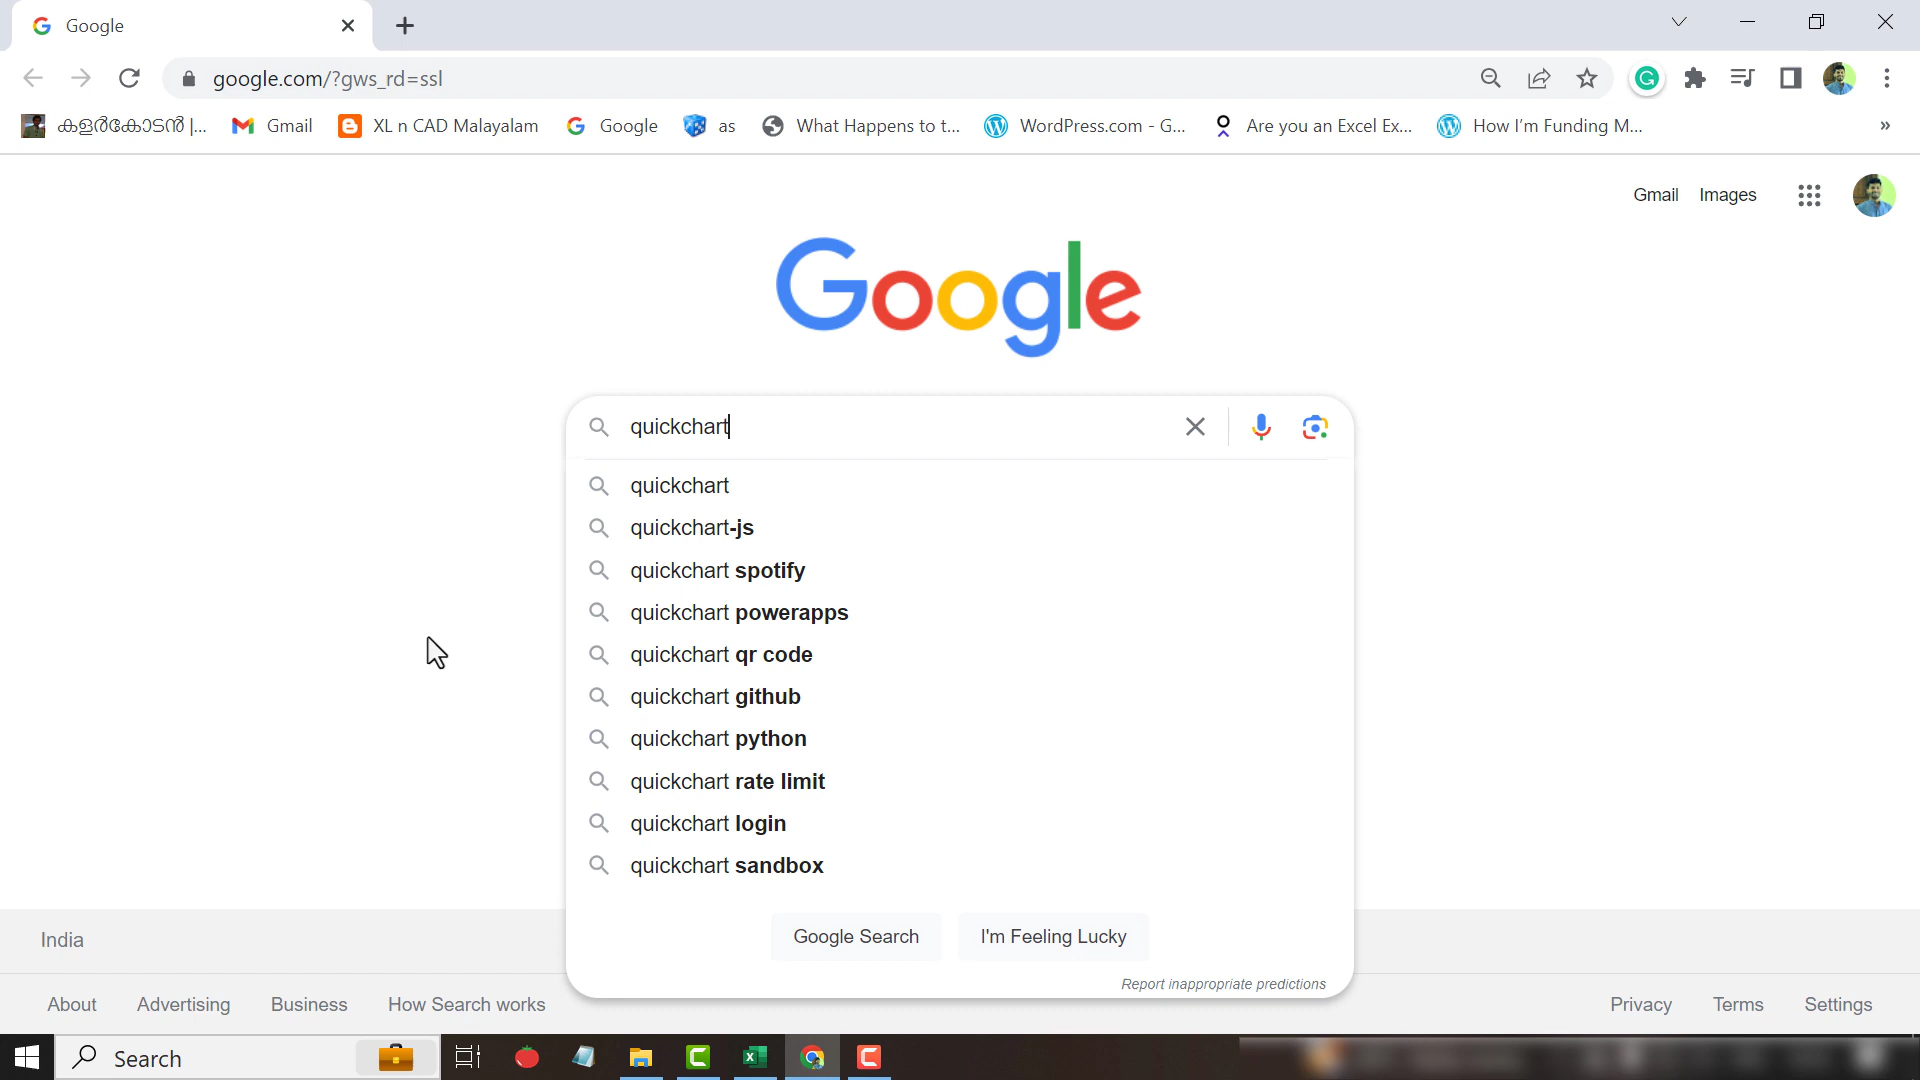 Google
google.com/?gws_rd=ssl
കളർകോടൻ |...
Gmail
XL n CAD Malayalam
Google
as
What Happens to t...
WordPress.com - G...
Are you an Excel Ex...
How I'm Funding M...
»
Gmail
Images
Google
quickchart
quickchart
quickchart-js
quickchart spotify
quickchart powerapps
quickchart qr code
quickchart github
quickchart python
quickchart rate limit
quickchart login
quickchart sandbox
Google Search
I'm Feeling Lucky
Report inappropriate predictions
India
About
Advertising
Business
How Search works
Privacy
Terms
Settings
Search